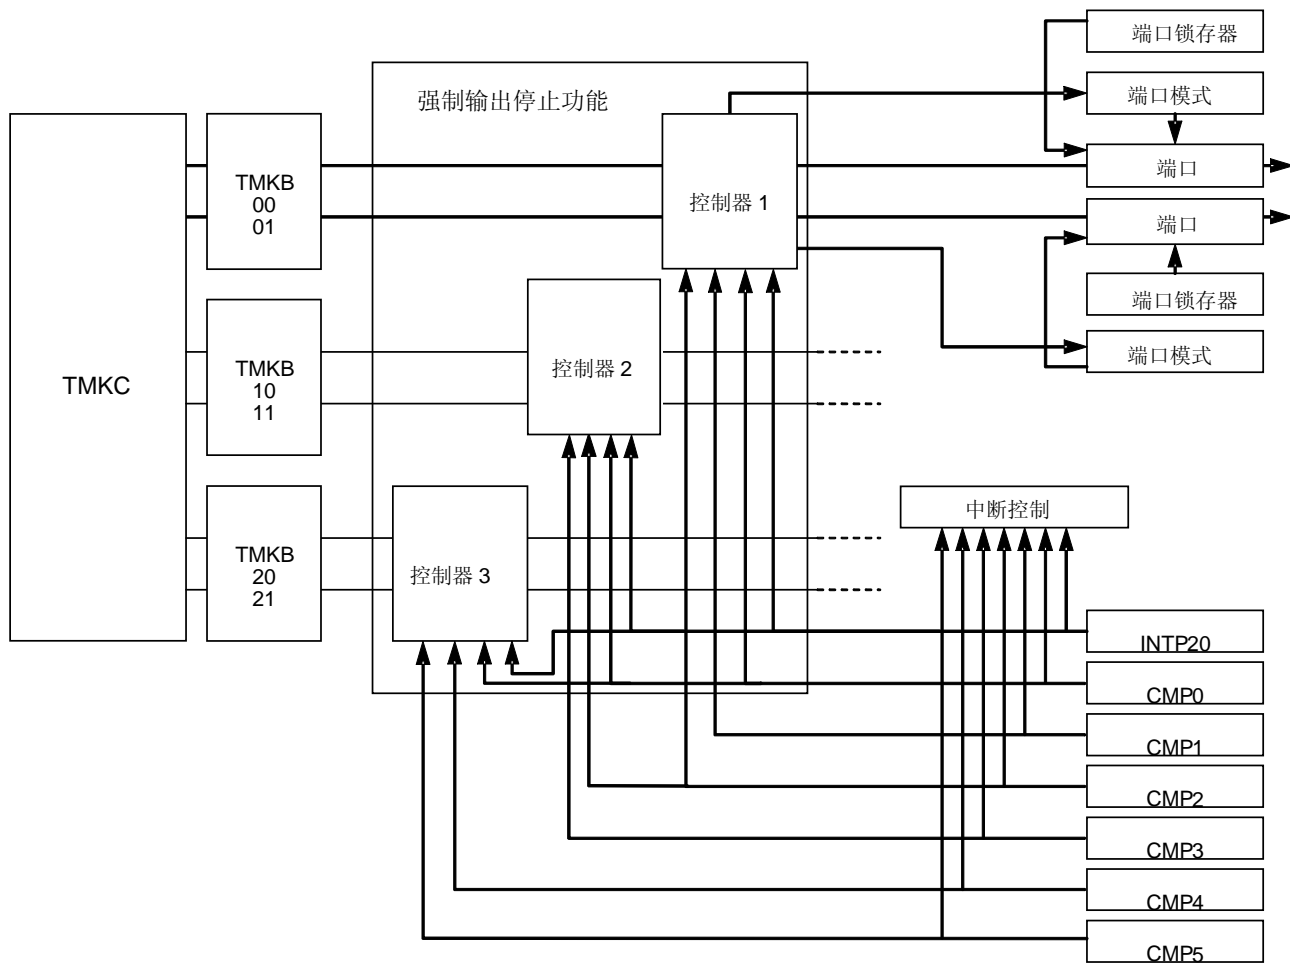 端口锁存器
强制输出停止功能
端口模式
TMKC
TMKB
00
01
控制器 1
端口
端口
端口锁存器
端口模式
TMKB
10
11
控制器 2
中断控制
TMKB
20
21
控制器 3
INTP20
CMP0
CMP1
CMP2
CMP3
CMP4
CMP5